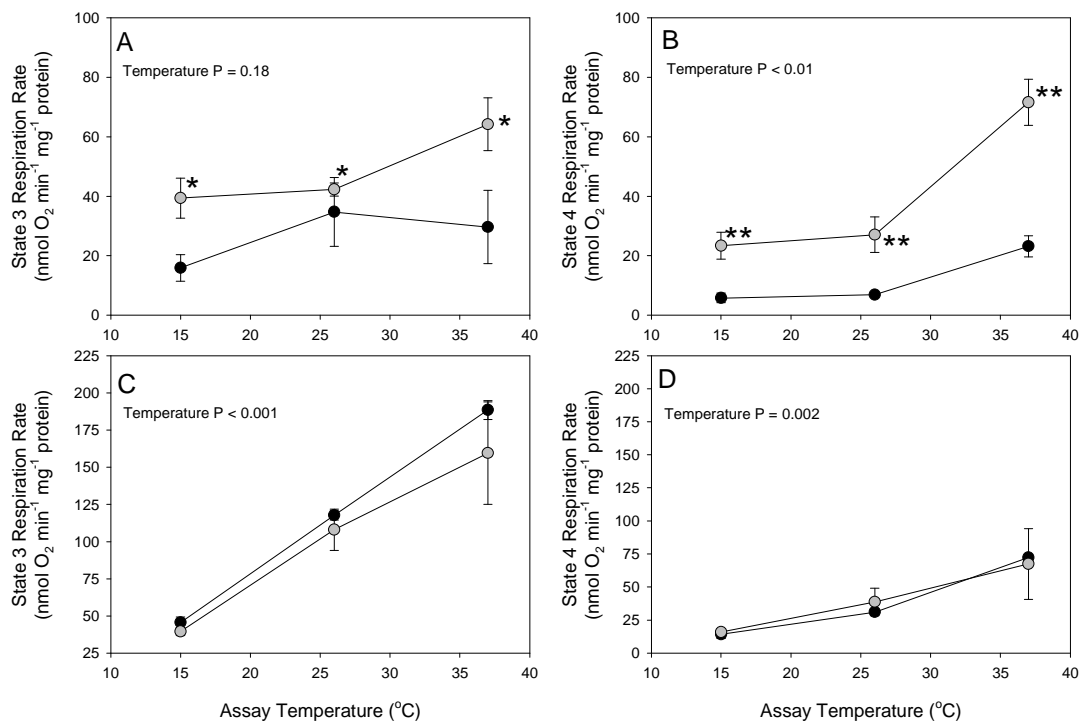 A
Temperature P = 0.18
State 3 Respiration Rate
(nmol O2 min-1 mg-1 protein)
100
80
60
40
20
0
*
*
*
10 15 20 25 30 35 40
B
Temperature P < 0.01
State 4 Respiration Rate
(nmol O2 min-1 mg-1 protein)
100
80
60
40
20
0
**
**
**
10 15 20 25 30 35 40
C
Temperature P < 0.001
State 3 Respiration Rate
(nmol O2 min-1 mg-1 protein)
225
200
175
150
125
100
75
50
25
10 15 20 25 30 35 40
Assay Temperature (oC)
D
Temperature P = 0.002
State 4 Respiration Rate
(nmol O2 min-1 mg-1 protein)
225
200
175
150
125
100
75
50
25
0
10 15 20 25 30 35 40
Assay Temperature (oC)